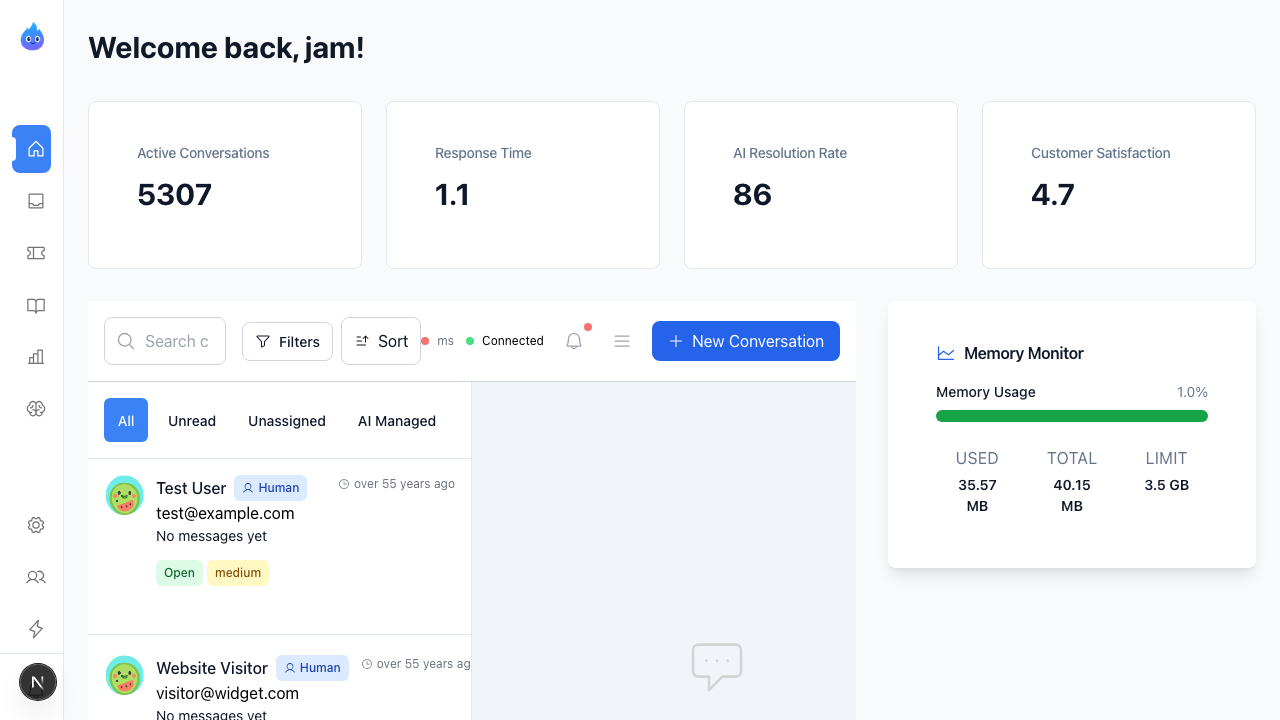 Welcome back, jam!
Active Conversations
5307
Response Time
1.1
AI Resolution Rate
86
Customer Satisfaction
4.7
Search c
Filters
Sort
ms
Connected
New Conversation
All
Unread
Unassigned
AI Managed
Test User
Human
over 55 years ago
test@example.com
No messages yet
Open
medium
Website Visitor
Human
over 55 years ag
visitor@widget.com
No messages yet
Memory Monitor
Memory Usage
1.0%
USED
TOTAL
LIMIT
35.57
MB
40.15
MB
3.5 GB
N